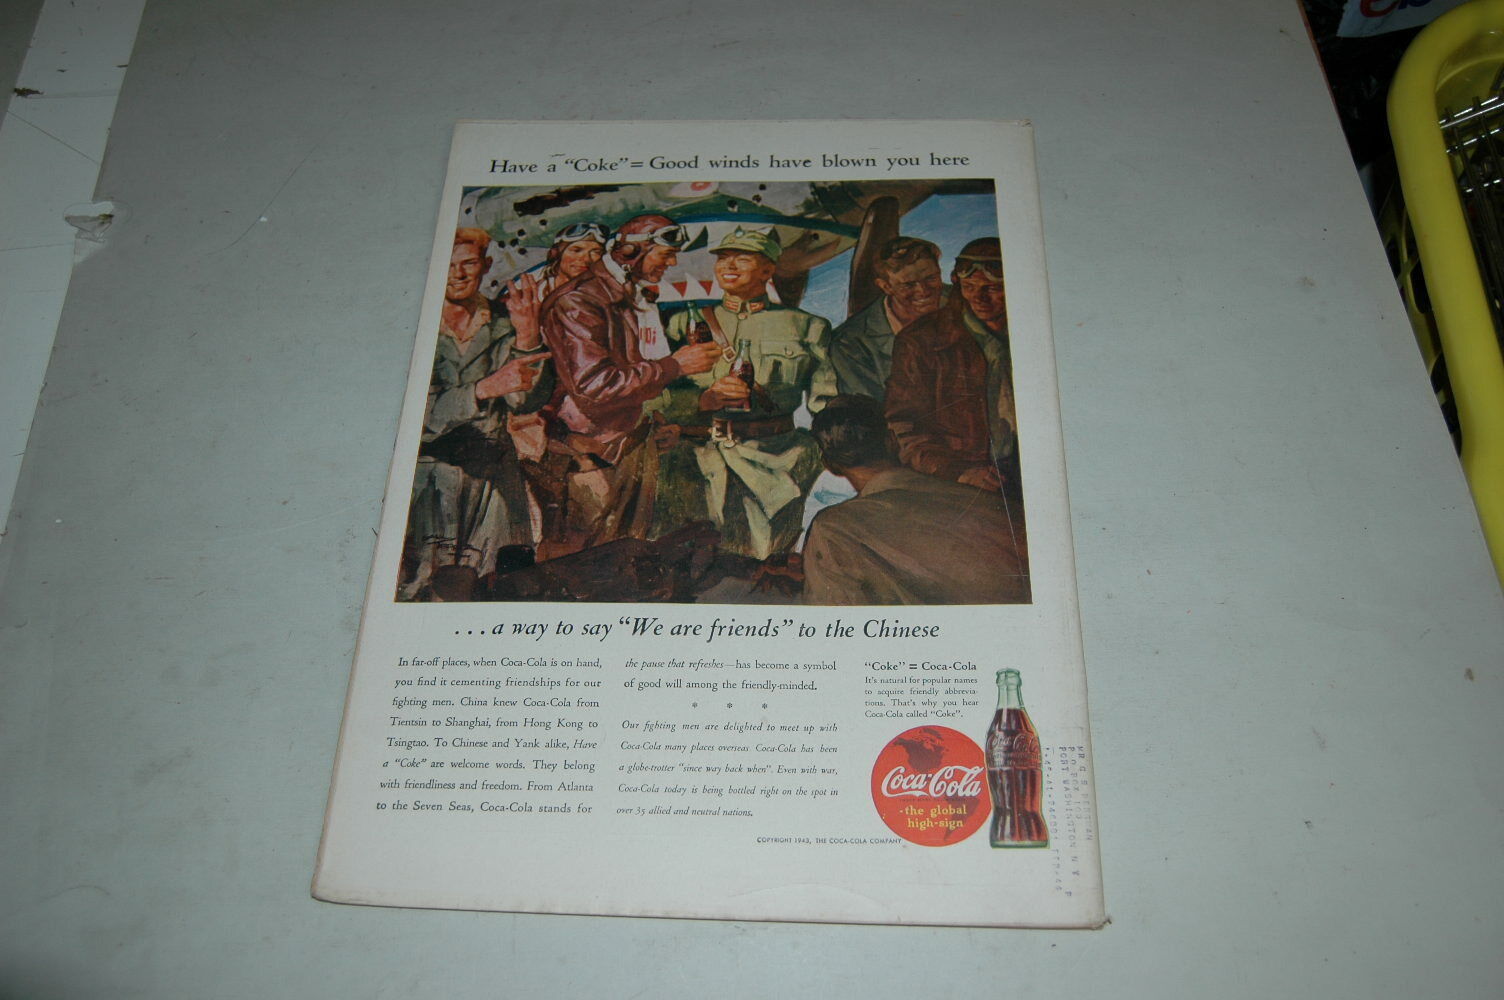 Have a "Coke" = Good winds have blown you here
...a way to say "We are friends" to the Chinese
In far-off places, when Coca-Cola is on hand,
you find it cementing friendships for our
fighting men. China knew Coca-Cola from
Tientsin to Shanghai, from Hong Kong to
Tsingtao. To Chinese and Yank alike, Have
a "Coke" are welcome words. They belong
with friendliness and freedom. From Atlanta
to the Seven Seas, Coca-Cola stands for
the pause that refreshes—has become a symbol
of good will among the friendly-minded.
* * *
Our fighting men are delighted to meet up with
Coca-Cola many places overseas. Coca-Cola has been
a globe-trotter "since way back when". Even with war,
Coca-Cola today is being bottled right on the spot in
over 35 allied and neutral nations.
"Coke" = Coca-Cola
It's natural for popular names
to acquire friendly abbrevia-
tions. That's why you hear
Coca-Cola called "Coke".
Coca-Cola
-the global
high-sign
Coca-Cola
COPYRIGHT 1943, THE COCA-COLA COMPANY
PORT WASHINGTON N Y